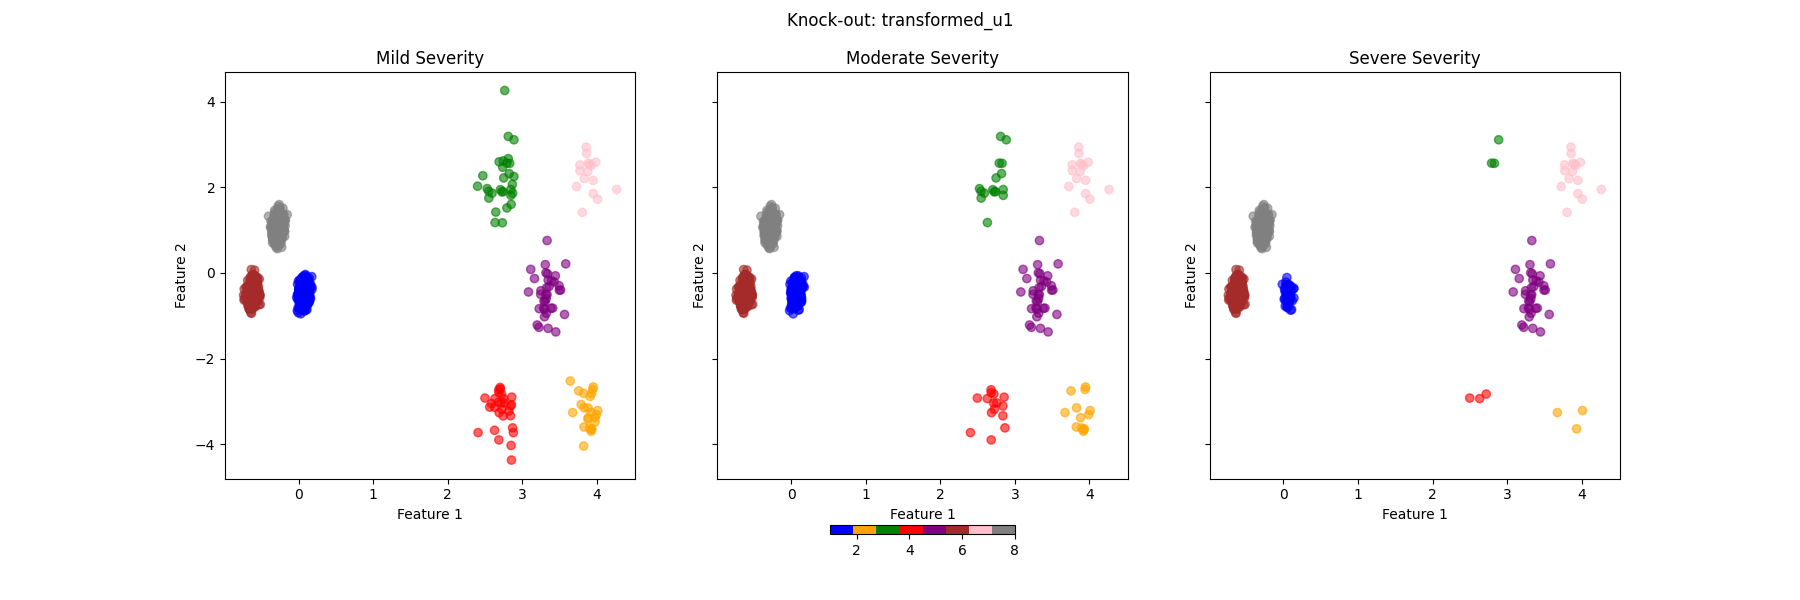 Knock-out: transformed_u1
Mild Severity
Moderate Severity
Severe Severity
4
2
0
−2
−4
Feature 2
Feature 2
Feature 2
0 1 2 3 4
0 1 2 3 4
0 1 2 3 4
Feature 1
Feature 1
Feature 1
2 4 6 8